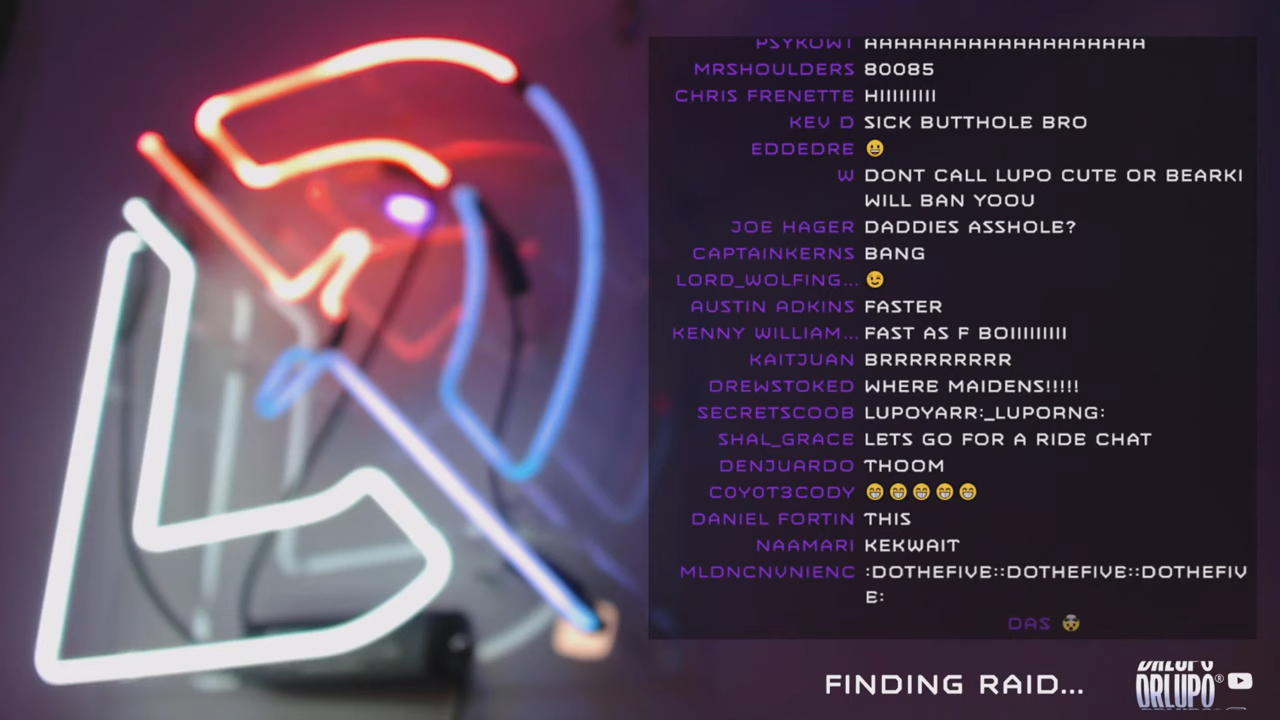 PSYKOWT AAAAAAAAAAAAAAAAAAA
MRSHOULDERS 80085
CHRIS FRENETTE HIIIIIIIII
KEV D SICK BUTTHOLE BRO
EDDEDRE 😀
W DONT CALL LUPO CUTE OR BEARKI
WILL BAN YOOU
JOE HAGER DADDIES ASSHOLE?
CAPTAINKERNS BANG
LORD_WOLFING... 😉
AUSTIN ADKINS FASTER
KENNY WILLIAM... FAST AS F BOIIIIIIIII
KAITJUAN BRRRRRRRRR
DREWSTOKED WHERE MAIDENS!!!!!
SECRETSCOOB LUPOYARR:_LUPORNG:
SHAL_GRACE LETS GO FOR A RIDE CHAT
DENJUARDO THOOM
C0Y0T3CODY 😁😁😁😁😁
DANIEL FORTIN THIS
NAAMARI KEKWAIT
MLDNCNVNIENC :DOTHEFIVE::DOTHEFIVE::DOTHEFIV
E:
DAS 🤯
FINDING RAID...
DRLUPO®